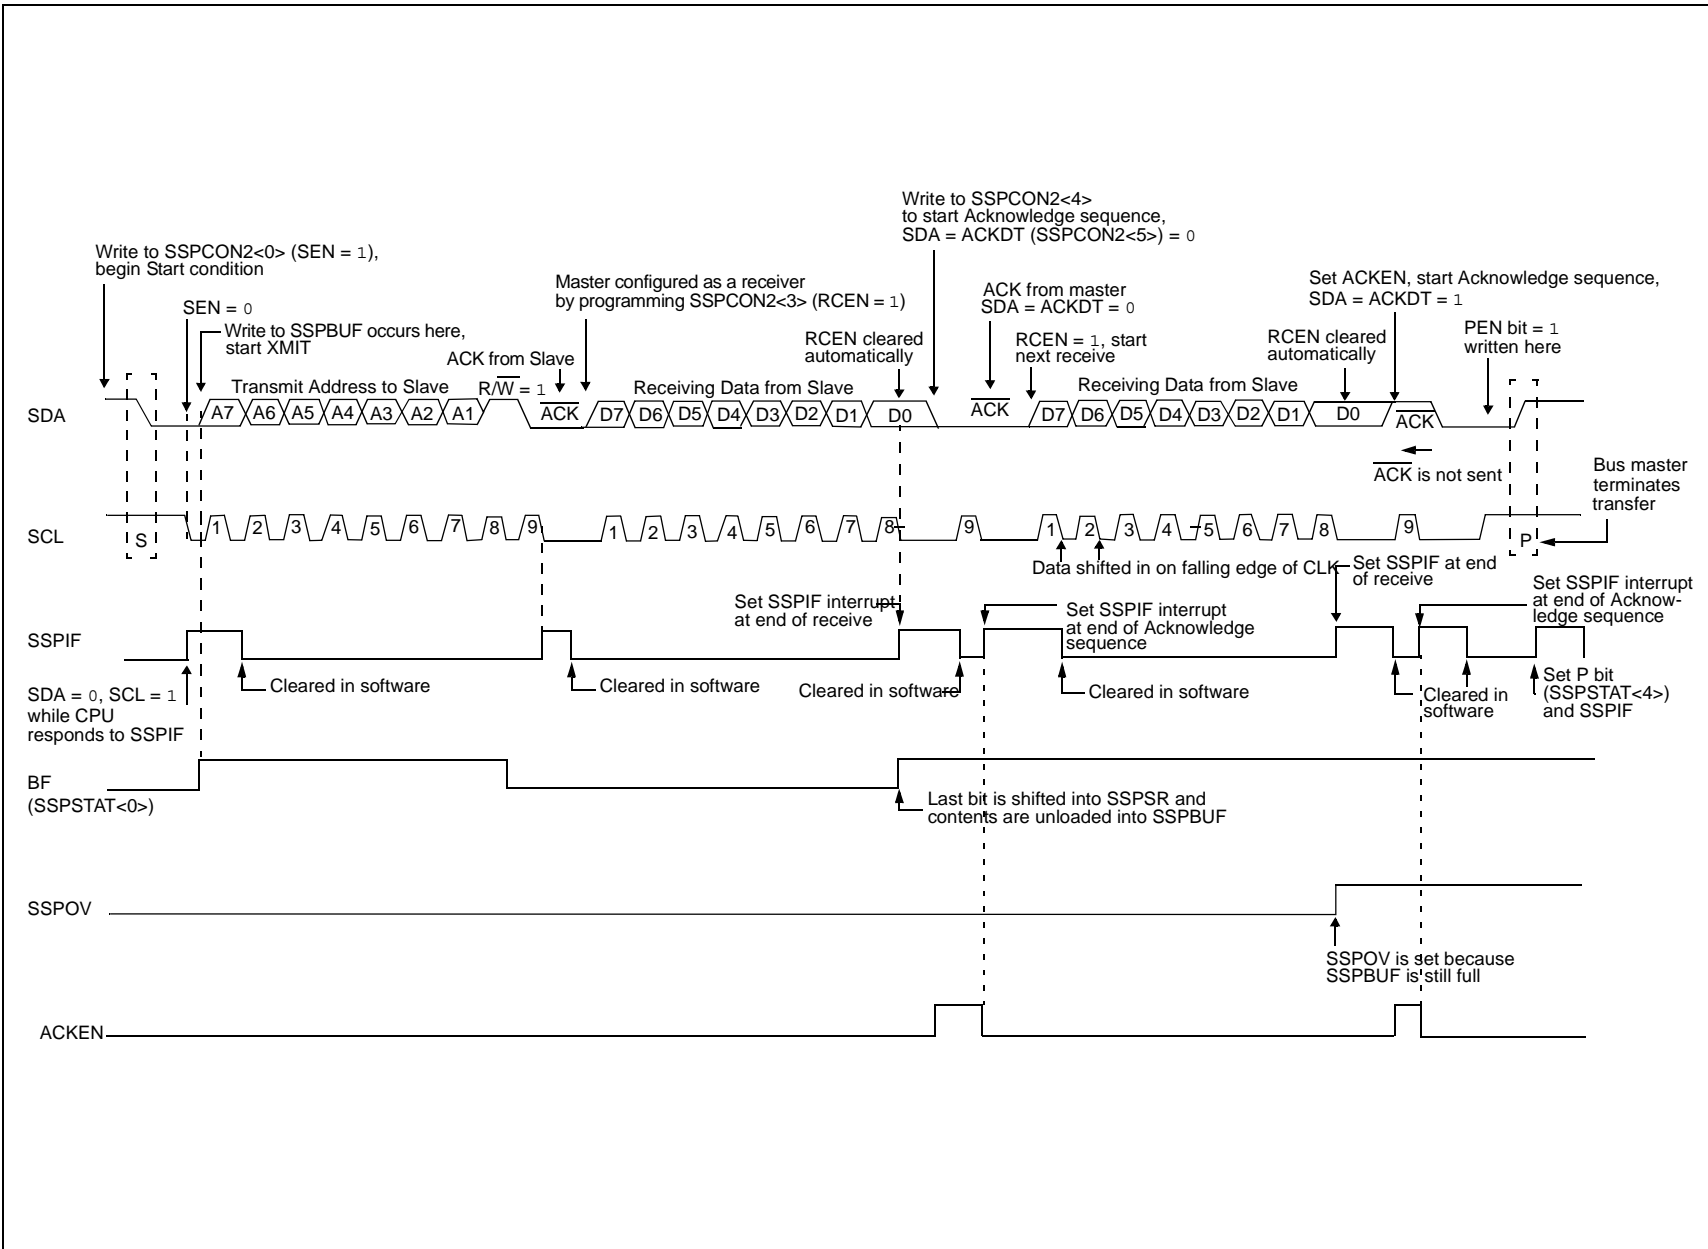 Write to SSPCON2<4>
to start Acknowledge sequence,
SDA = ACKDT (SSPCON2<5>) = 0
Write to SSPCON2<0> (SEN = 1),
begin Start condition
Master configured as a receiver
by programming SSPCON2<3> (RCEN = 1)
ACK from master
SDA = ACKDT = 0
Set ACKEN, start Acknowledge sequence,
SDA = ACKDT = 1
SEN = 0
Write to SSPBUF occurs here,
start XMIT
ACK from Slave
RCEN cleared
automatically
RCEN = 1, start
next receive
RCEN cleared
automatically
PEN bit = 1
written here
Transmit Address to Slave
R/W = 1
Receiving Data from Slave
Receiving Data from Slave
SDA
A7 A6 A5 A4 A3 A2 A1
ACK
D7 D6 D5 D4 D3 D2 D1 D0
ACK
D7 D6 D5 D4 D3 D2 D1 D0
ACK
ACK is not sent
Bus master
terminates
transfer
SCL
S
1 2 3 4 5 6 7 8 9
1 2 3 4 5 6 7 8 9
1 2 3 4 5 6 7 8 9
P
Data shifted in on falling edge of CLK
Set SSPIF at end
of receive
Set SSPIF interrupt
at end of receive
Set SSPIF interrupt
at end of Acknowledge
sequence
Set SSPIF interrupt
at end of Acknow-
ledge sequence
SSPIF
SDA = 0, SCL = 1
while CPU
responds to SSPIF
Cleared in software
Cleared in software
Cleared in software
Cleared in software
Cleared in
software
Set P bit
(SSPSTAT<4>)
and SSPIF
BF
(SSPSTAT<0>)
Last bit is shifted into SSPSR and
contents are unloaded into SSPBUF
SSPOV
SSPOV is set because
SSPBUF is still full
ACKEN